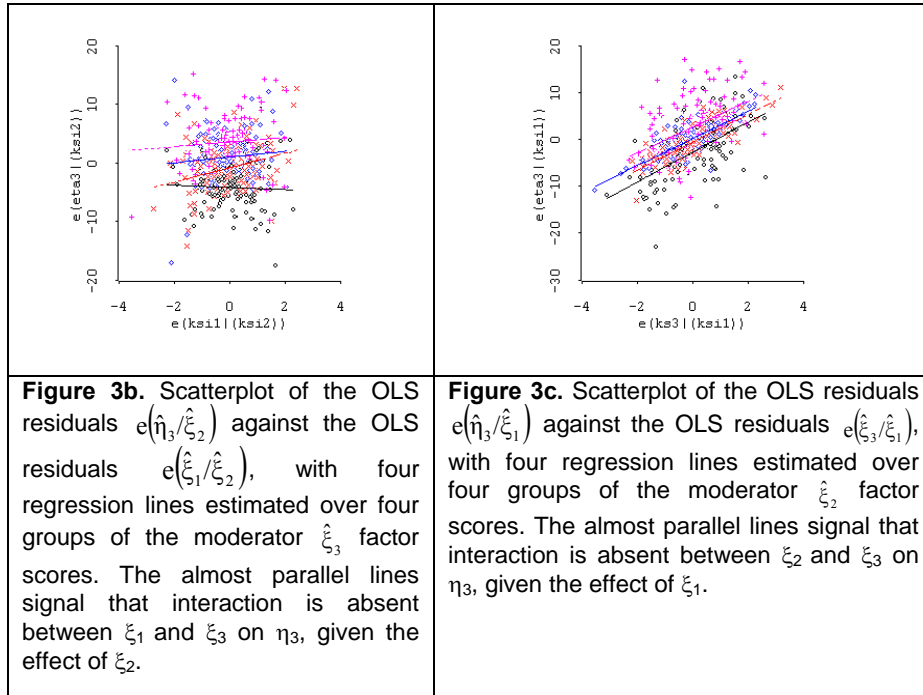 20
10
0
-10
-20
e(eta3|(ksi2))
-4 -2 0 2 4
e(ksi1|(ksi2))
20
10
0
-10
-20
-30
e(eta3|(ksi1))
-4 -2 0 2 4
e(ks3|(ksi1))
Figure 3b. Scatterplot of the OLS
residuals e(η̂₃/ξ̂₂) against the OLS
residuals e(ξ̂₁/ξ̂₂), with four
regression lines estimated over four
groups of the moderator ξ̂₃ factor
scores. The almost parallel lines
signal that interaction is absent
between ξ₁ and ξ₃ on η₃, given the
effect of ξ₂.
Figure 3c. Scatterplot of the OLS residuals
e(η̂₃/ξ̂₁) against the OLS residuals e(ξ̂₃/ξ̂₁),
with four regression lines estimated over
four groups of the moderator ξ̂₂ factor
scores. The almost parallel lines signal that
interaction is absent between ξ₂ and ξ₃ on
η₃, given the effect of ξ₁.